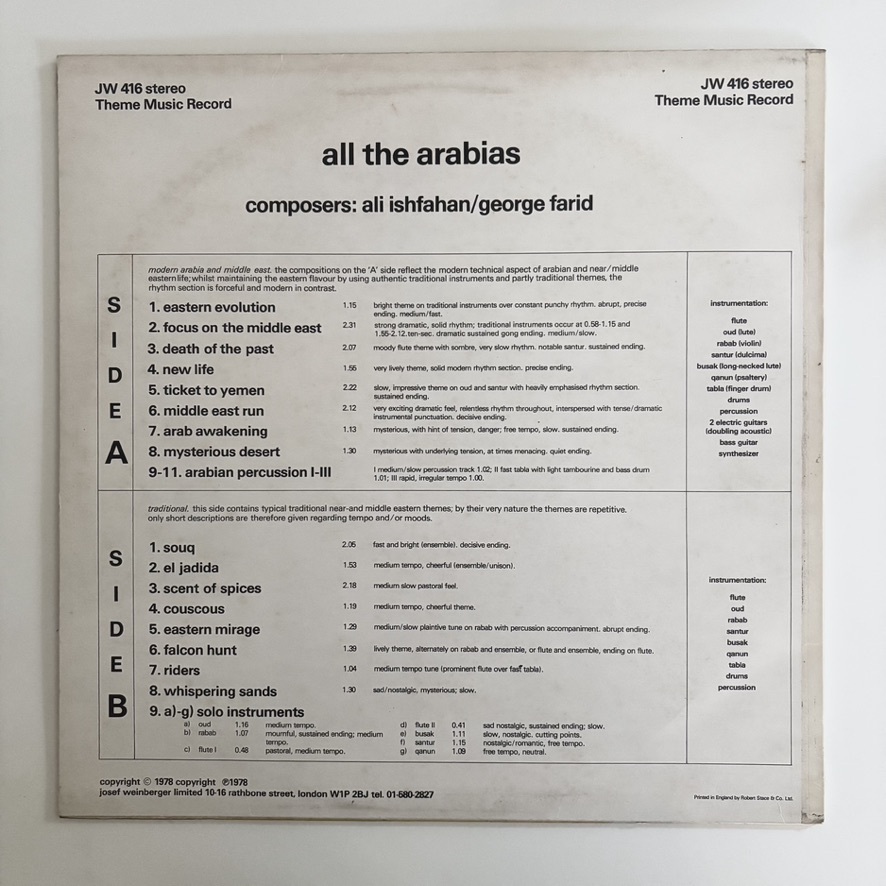 JW 416 stereo
Theme Music Record
JW 416 stereo
Theme Music Record
all the arabias
composers: ali ishfahan/george farid
SIDE A
modern arabia and middle east. the compositions on the 'A' side reflect the modern technical aspect of arabian and near/middle
eastern life; whilst maintaining the eastern flavour by using authentic traditional instruments and partly traditional themes, the
rhythm section is forceful and modern in contrast.
1. eastern evolution 1.15 bright theme on traditional instruments over constant punchy rhythm. abrupt, precise
ending. medium/fast.
2. focus on the middle east 2.31 strong dramatic, solid rhythm; traditional instruments occur at 0.58-1.15 and
1.55-2.12. ten-sec. dramatic sustained gong ending. medium/slow.
3. death of the past 2.07 moody flute theme with sombre, very slow rhythm. notable santur. sustained ending.
4. new life 1.55 very lively theme, solid modern rhythm section. precise ending.
5. ticket to yemen 2.22 slow, impressive theme on oud and santur with heavily emphasised rhythm section.
sustained ending.
6. middle east run 2.12 very exciting dramatic feel, relentless rhythm throughout, interspersed with tense/dramatic
instrumental punctuation. decisive ending.
7. arab awakening 1.13 mysterious, with hint of tension, danger; free tempo, slow. sustained ending.
8. mysterious desert 1.30 mysterious with underlying tension, at times menacing. quiet ending.
9-11. arabian percussion I-III I medium/slow percussion track 1.02; II fast tabla with light tambourine and bass drum
1.01; III rapid, irregular tempo 1.00.
instrumentation:
flute
oud (lute)
rabab (violin)
santur (dulcima)
busak (long-necked lute)
qanun (psaltery)
tabla (finger drum)
drums
percussion
2 electric guitars
(doubling acoustic)
bass guitar
synthesizer
SIDE B
traditional. this side contains typical traditional near-and middle eastern themes; by their very nature the themes are repetitive.
only short descriptions are therefore given regarding tempo and/or moods.
1. souq 2.05 fast and bright (ensemble). decisive ending.
2. el jadida 1.53 medium tempo, cheerful (ensemble/unison).
3. scent of spices 2.18 medium slow pastoral feel.
4. couscous 1.19 medium tempo, cheerful theme.
5. eastern mirage 1.29 medium/slow plaintive tune on rabab with percussion accompaniment. abrupt ending.
6. falcon hunt 1.39 lively theme, alternately on rabab and ensemble, or flute and ensemble, ending on flute.
7. riders 1.04 medium tempo tune (prominent flute over fast tabla).
8. whispering sands 1.30 sad/nostalgic, mysterious; slow.
9. a)-g) solo instruments
a) oud 1.16 medium tempo.
b) rabab 1.07 mournful, sustained ending; medium
tempo.
c) flute I 0.48 pastoral, medium tempo.
d) flute II 0.41 sad nostalgic, sustained ending; slow.
e) busak 1.11 slow, nostalgic. cutting points.
f) santur 1.15 nostalgic/romantic, free tempo.
g) qanun 1.09 free tempo, neutral.
instrumentation:
flute
oud
rabab
santur
busak
qanun
tabla
drums
percussion
copyright © 1978 copyright ℗1978
josef weinberger limited 10-16 rathbone street, london W1P 2BJ tel. 01-580-2827
Printed in England by Robert Stace & Co. Ltd.